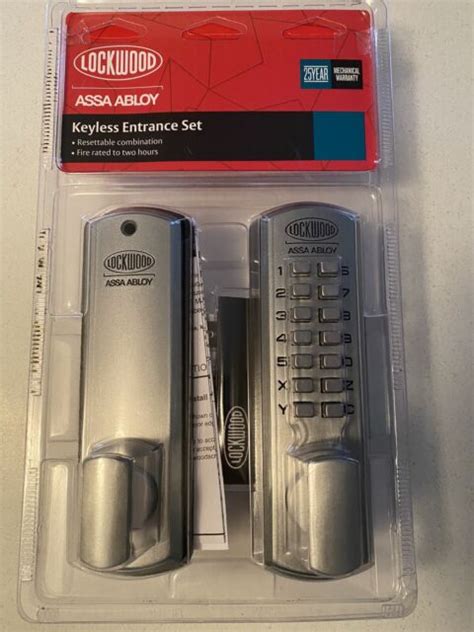 LOCKWOOD
ASSA ABLOY
25YEAR MECHANICAL WARRANTY
Keyless Entrance Set
• Resettable combination
• Fire rated to two hours
LOCKWOOD
ASSA ABLOY
LOCKWOOD
ASSA ABLOY
1 6
2 7
3 8
4 9
5 0
X Z
Y C
LOCKWOOD